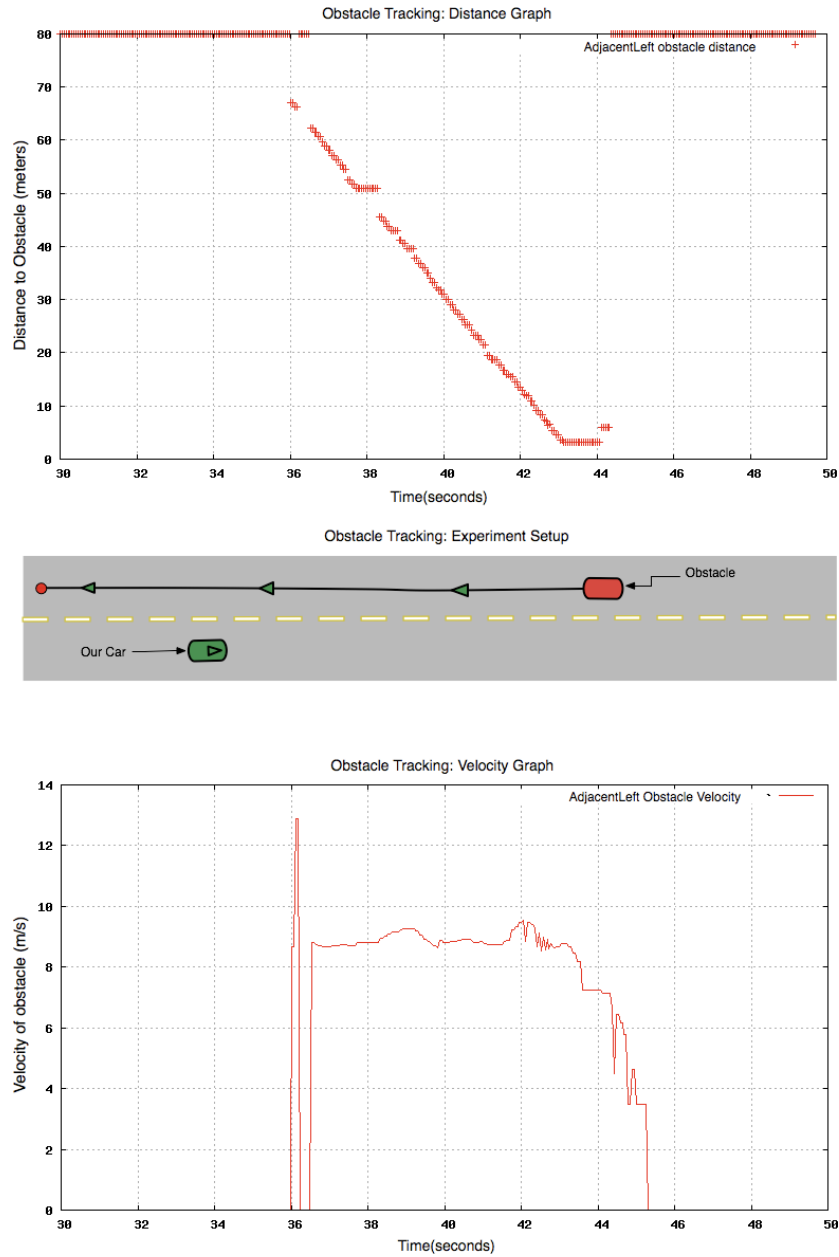 Obstacle Tracking: Distance Graph
AdjacentLeft obstacle distance
Distance to Obstacle (meters)
80
70
60
50
40
30
20
10
0
30 32 34 36 38 40 42 44 46 48 50
Time(seconds)
Obstacle Tracking: Experiment Setup
Obstacle
Our Car
Obstacle Tracking: Velocity Graph
AdjacentLeft Obstacle Velocity
Velocity of obstacle (m/s)
14
12
10
8
6
4
2
0
30 32 34 36 38 40 42 44 46 48 50
Time(seconds)